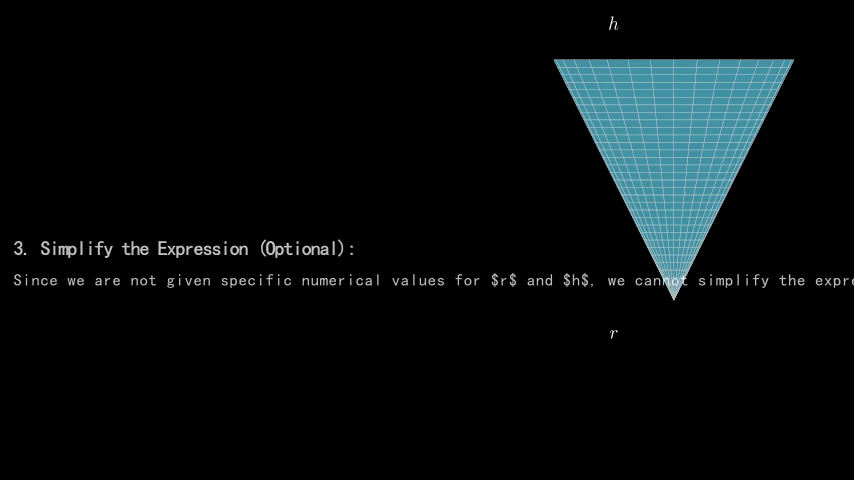 h
3. Simplify the Expression (Optional):
Since we are not given specific numerical values for $r$ and $h$, we cannot simplify the expre
r